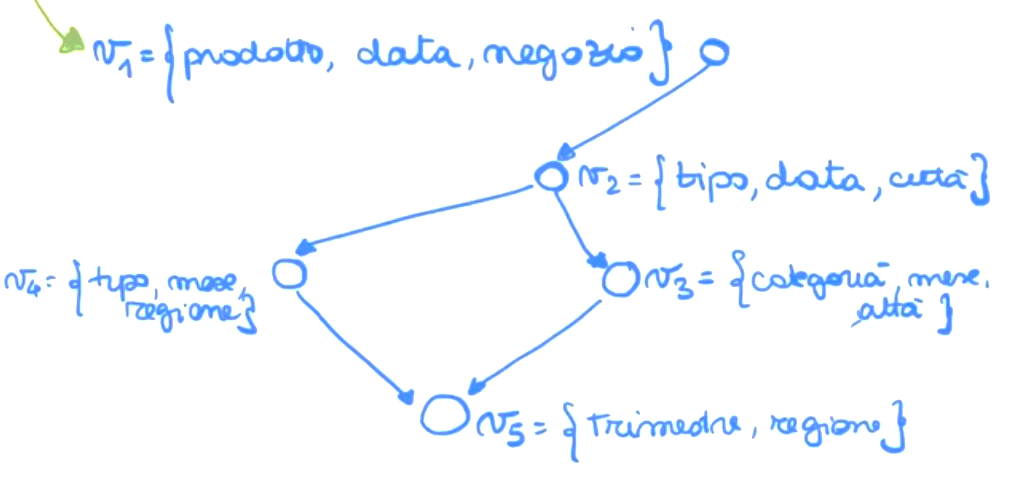 v1 = {prodotto, data, negozio}
v2 = {tipo, data, città}
v4 = {tipo, mese,
regione}
v3 = {categoria, mese,
città}
v5 = {trimestre, regione}